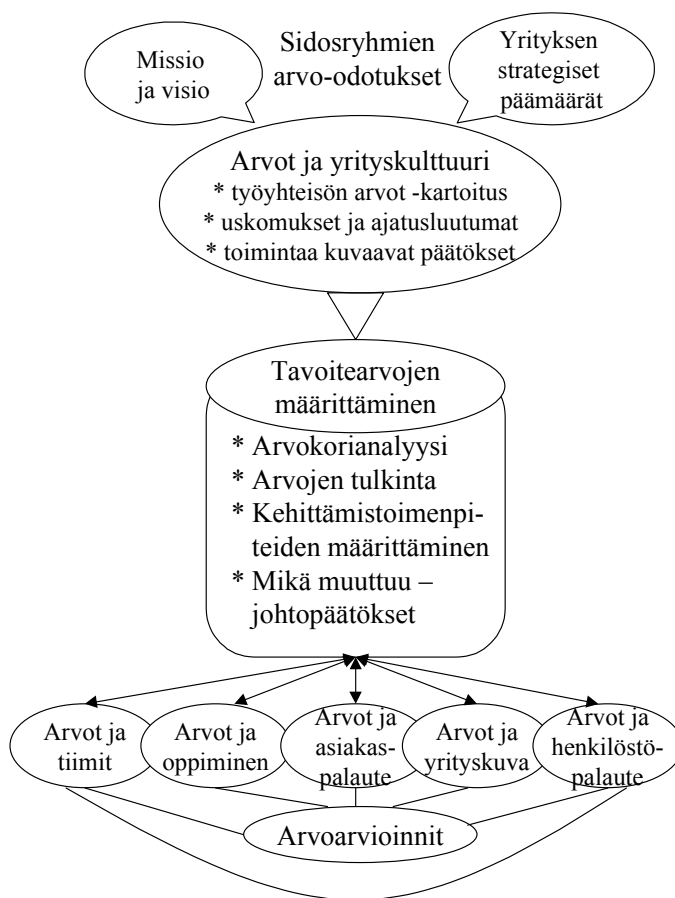 Missio
ja visio
Sidosryhmien
arvo-odotukset
Yrityksen
strategiset
päämäärät
Arvot ja yrityskulttuuri
* työyhteisön arvot -kartoitus
* uskomukset ja ajatusluutumat
* toimintaa kuvaavat päätökset
Tavoitearvojen
määrittäminen
* Arvokorianalyysi
* Arvojen tulkinta
* Kehittämistoimenpi-
teiden määrittäminen
* Mikä muuttuu –
johtopäätökset
Arvot ja
tiimit
Arvot ja
oppiminen
Arvot ja
asiakas-
palaute
Arvot ja
yrityskuva
Arvot ja
henkilöstö-
palaute
Arvoarvioinnit